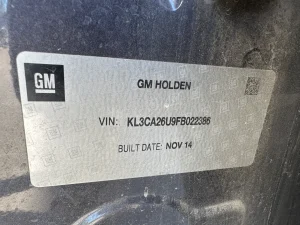 GM
GM HOLDEN
VIN: KL3CA26U9FB022386
BUILT DATE: NOV 14